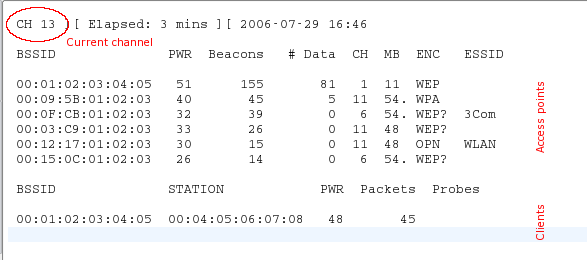 CH 13 ][ Elapsed: 3 mins ][ 2006-07-29 16:46
Current channel
BSSID PWR Beacons # Data CH MB ENC ESSID
00:01:02:03:04:05 51 155 81 1 11 WEP
00:09:5B:01:02:03 40 45 5 11 54. WPA
00:0F:CB:01:02:03 32 39 0 6 54. WEP? 3Com
00:03:C9:01:02:03 33 26 0 11 48 WEP?
00:12:17:01:02:03 30 15 0 11 48 OPN WLAN
00:15:0C:01:02:03 26 14 0 6 54. WEP?
Access points
BSSID STATION PWR Packets Probes
00:01:02:03:04:05 00:04:05:06:07:08 48 45
Clients